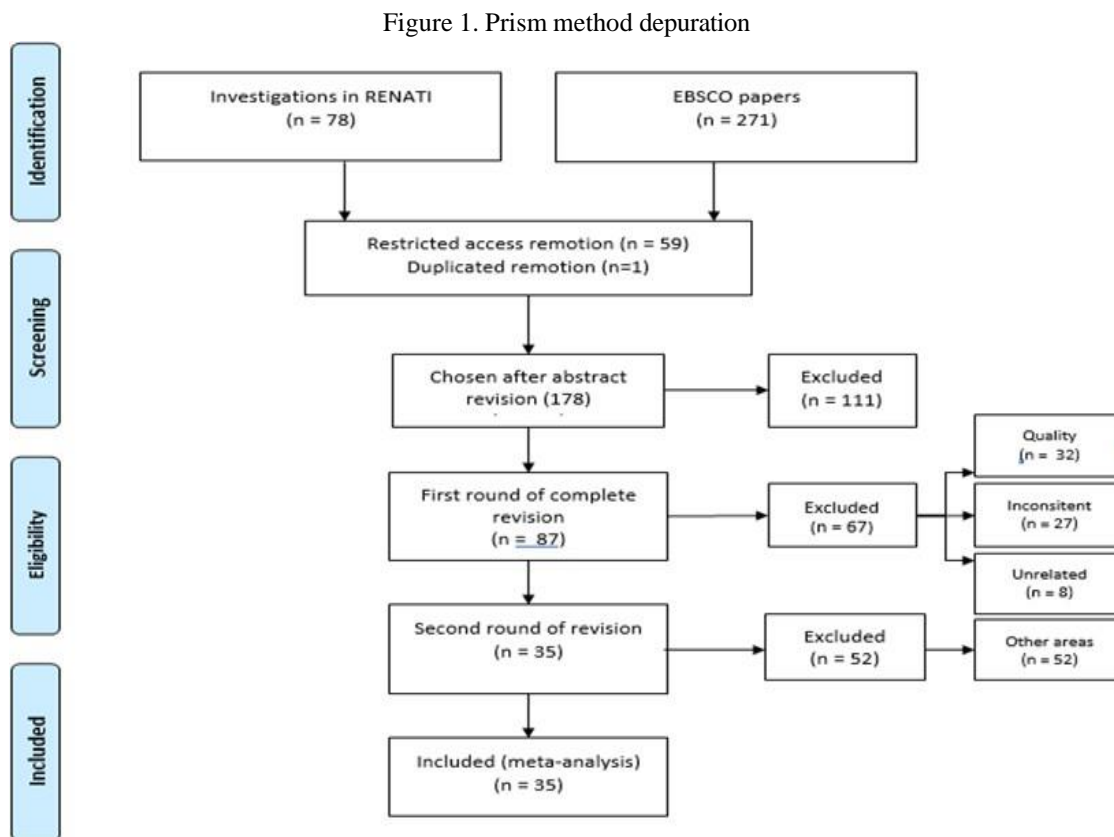 Figure 1. Prism method depuration
Identification
Investigations in RENATI
(n = 78)
EBSCO papers
(n = 271)
Restricted access remotion (n = 59)
Duplicated remotion (n=1)
Screening
Chosen after abstract
revision (178)
Excluded
(n = 111)
Eligibility
First round of complete
revision
(n = 87)
Excluded
(n = 67)
Quality
(n = 32)
Inconsitent
(n = 27)
Unrelated
(n = 8)
Second round of revision
(n = 35)
Excluded
(n = 52)
Other areas
(n = 52)
Included
Included (meta-analysis)
(n = 35)